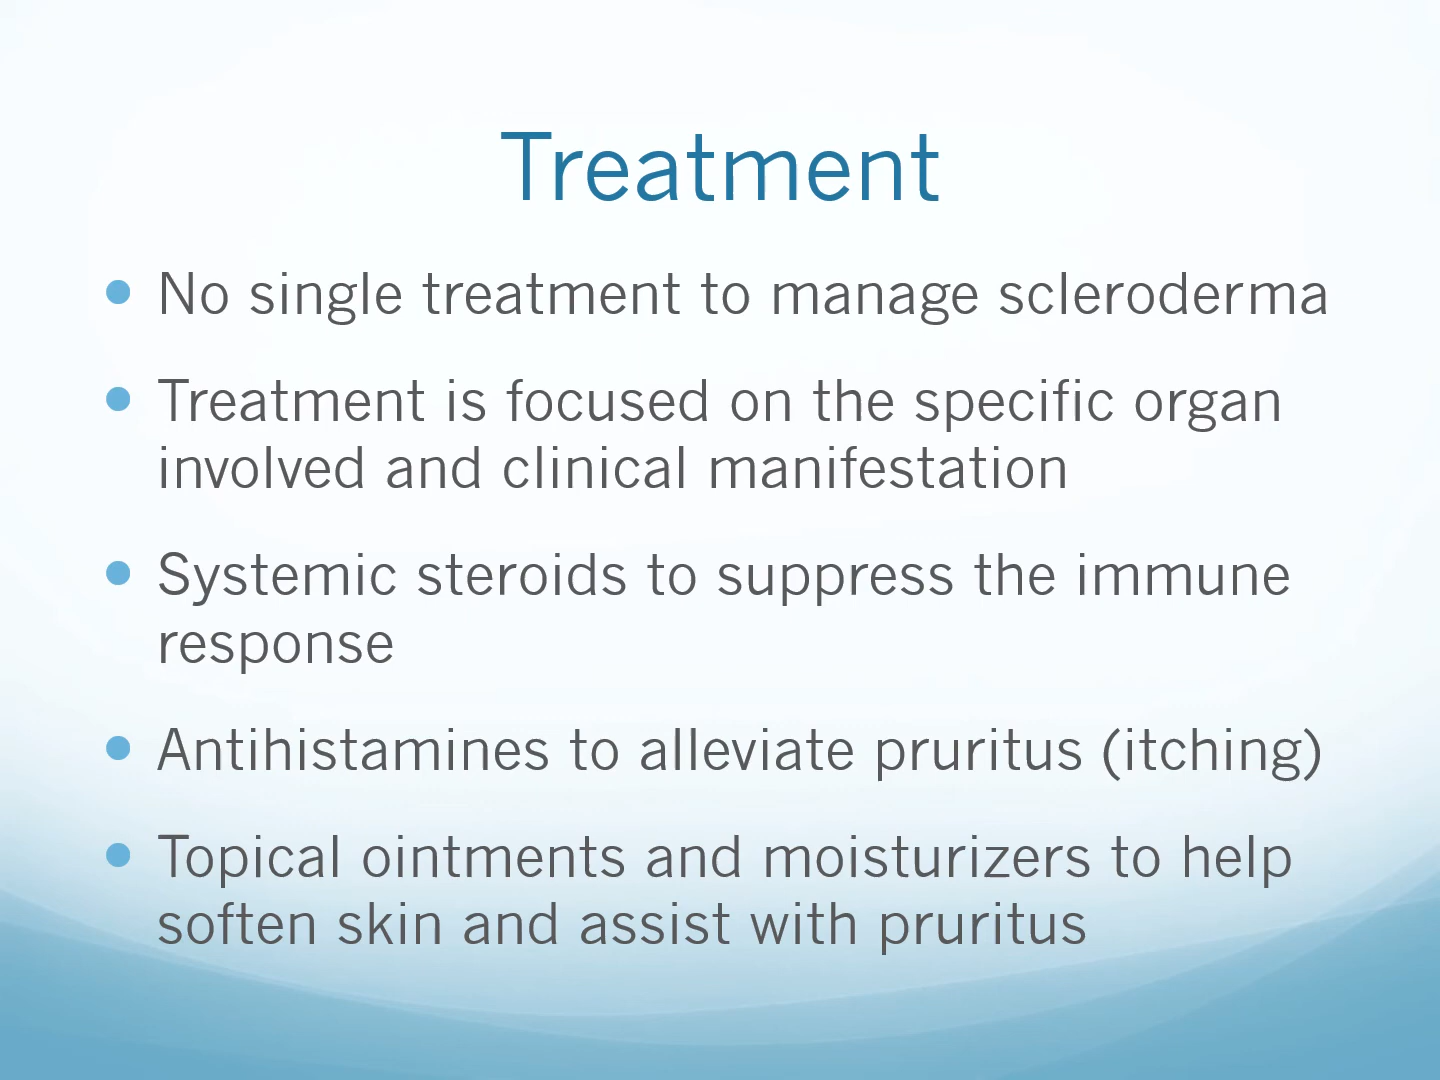 Treatment
• No single treatment to manage scleroderma
• Treatment is focused on the specific organ
involved and clinical manifestation
• Systemic steroids to suppress the immune
response
• Antihistamines to alleviate pruritus (itching)
• Topical ointments and moisturizers to help
soften skin and assist with pruritus